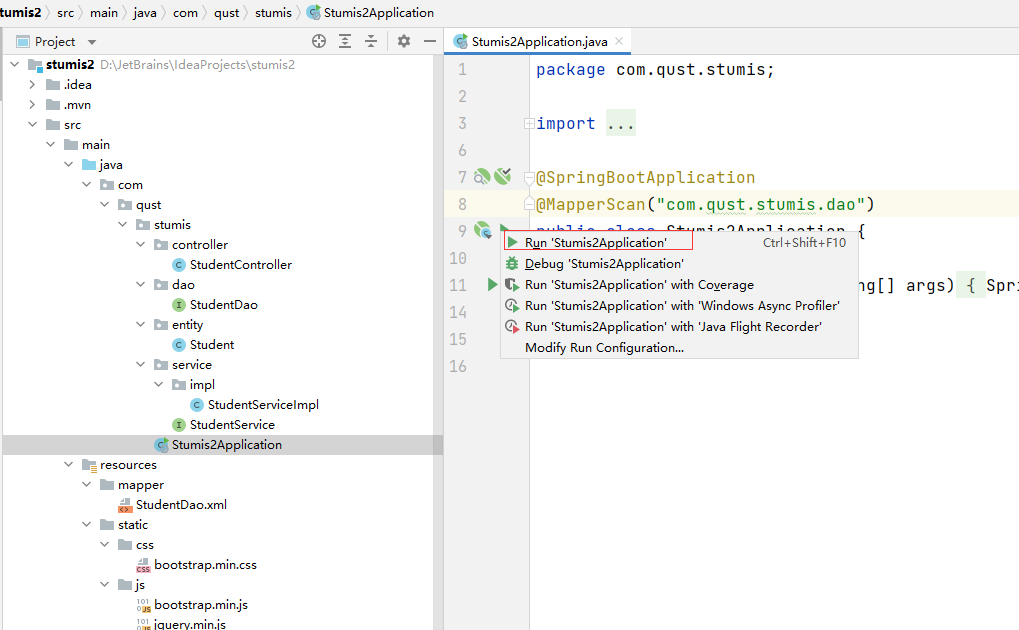 tumis2 src main java com qust stumis Stumis2Application
Project
Stumis2Application.java
stumis2 D:\JetBrains\IdeaProjects\stumis2
.idea
.mvn
src
main
java
com
qust
stumis
controller
StudentController
dao
StudentDao
entity
Student
service
impl
StudentServiceImpl
StudentService
Stumis2Application
resources
mapper
StudentDao.xml
static
css
bootstrap.min.css
js
bootstrap.min.js
jquery.min.js
1 package com.qust.stumis;
2
3 import ...
6
7 @SpringBootApplication
8 @MapperScan("com.qust.stumis.dao")
9 public class Stumis2Application {
10
11 ng[] args) { Spri
14
15
16
Run 'Stumis2Application' Ctrl+Shift+F10
Debug 'Stumis2Application'
Run 'Stumis2Application' with Coverage
Run 'Stumis2Application' with 'Windows Async Profiler'
Run 'Stumis2Application' with 'Java Flight Recorder'
Modify Run Configuration...